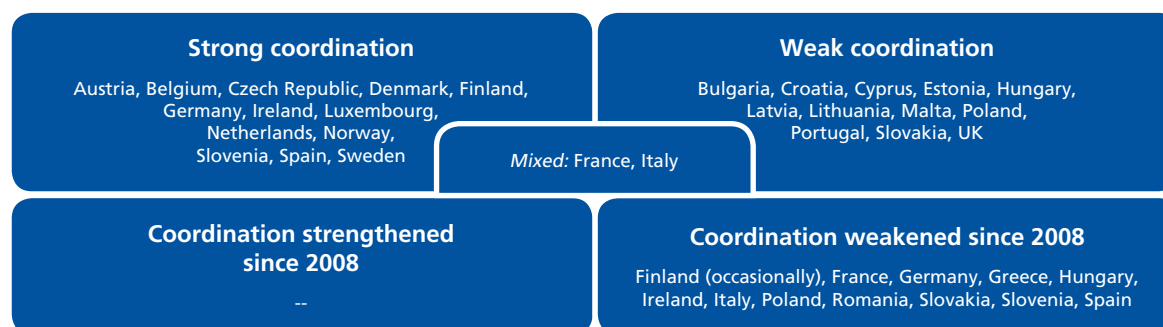 Strong coordination
Austria, Belgium, Czech Republic, Denmark, Finland,
Germany, Ireland, Luxembourg,
Netherlands, Norway,
Slovenia, Spain, Sweden
Weak coordination
Bulgaria, Croatia, Cyprus, Estonia, Hungary,
Latvia, Lithuania, Malta, Poland,
Portugal, Slovakia, UK
Mixed: France, Italy
Coordination strengthened
since 2008
--
Coordination weakened since 2008
Finland (occasionally), France, Germany, Greece, Hungary,
Ireland, Italy, Poland, Romania, Slovakia, Slovenia, Spain